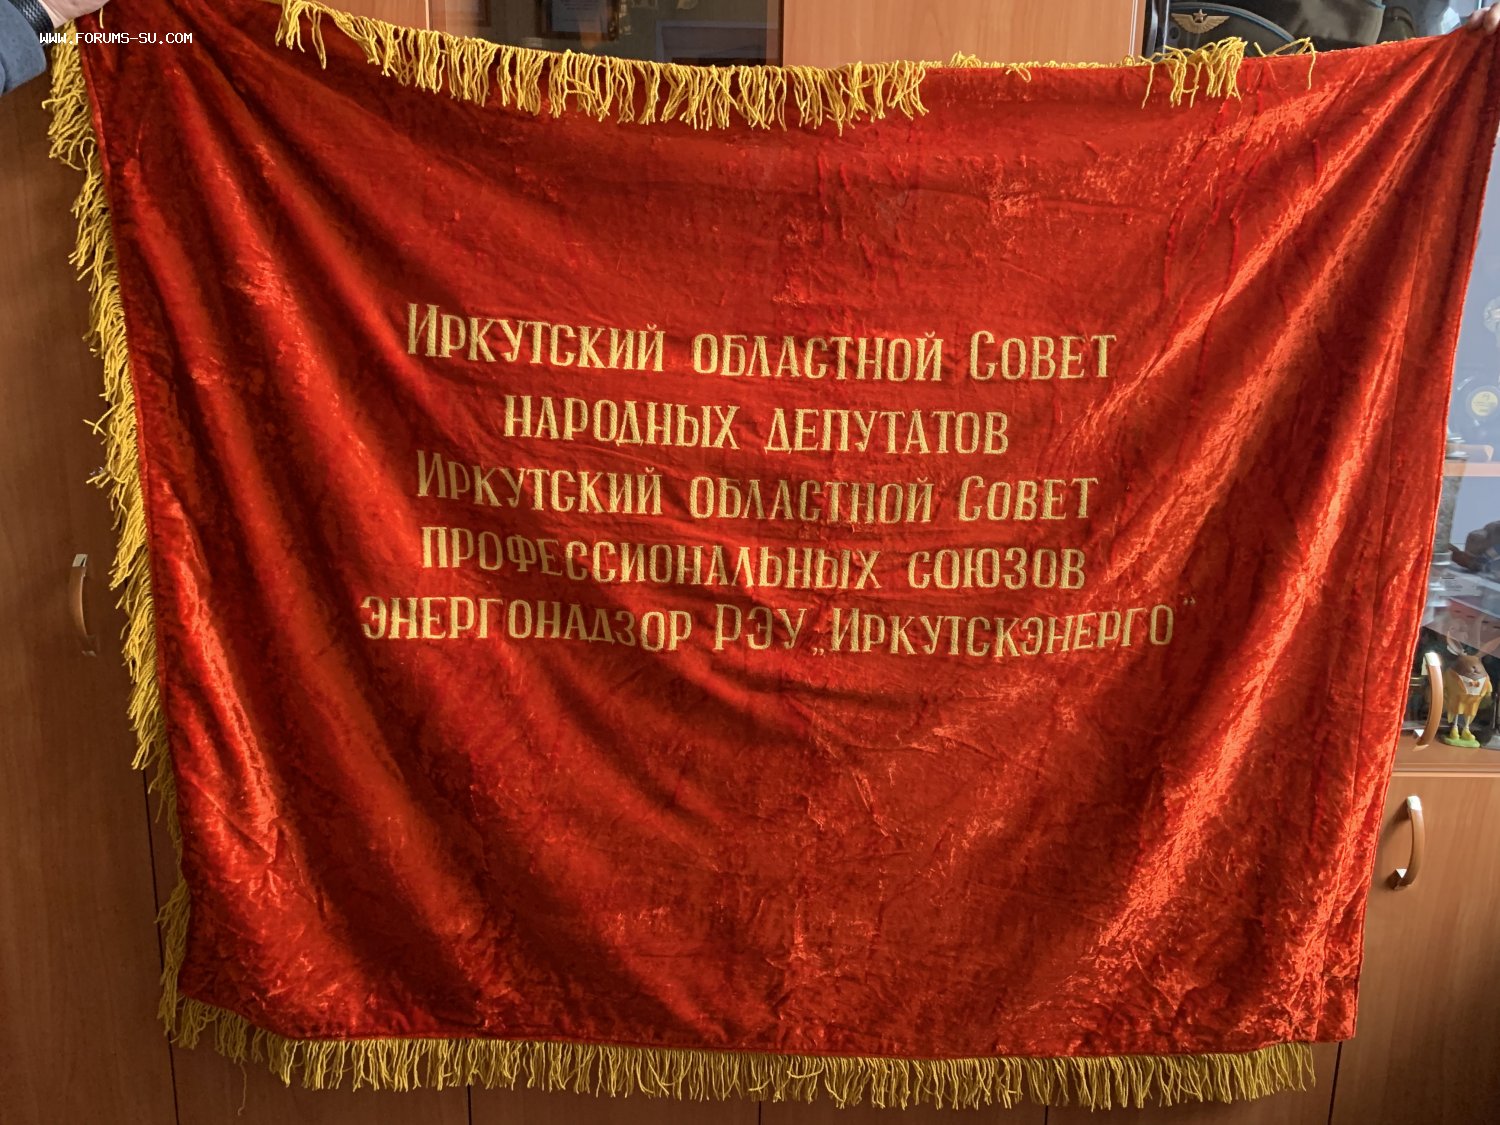 WWW.FORUMS-SU.COM
Иркутский областной Совет
народных депутатов
Иркутский областной Совет
профессиональных союзов
энергонадзор РЭУ „Иркутскэнерго"